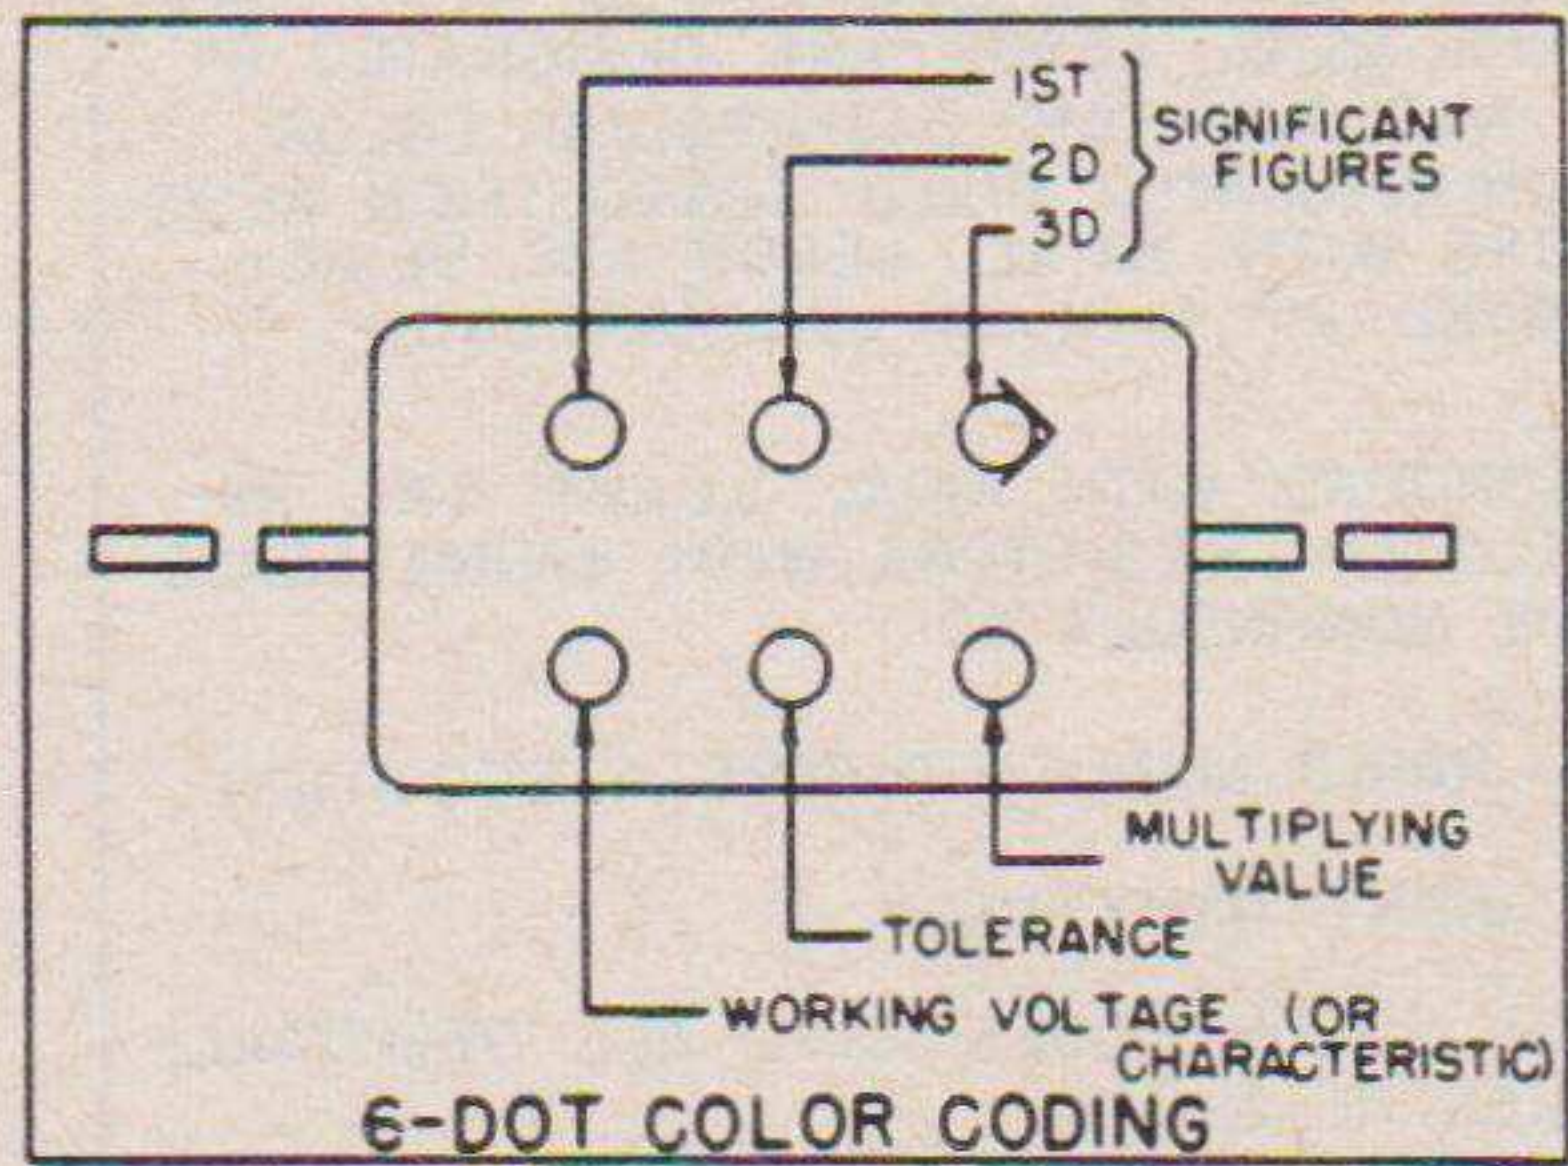 1ST
2D
3D
SIGNIFICANT
FIGURES
MULTIPLYING
VALUE
TOLERANCE
WORKING VOLTAGE (OR
CHARACTERISTIC)
6-DOT COLOR CODING